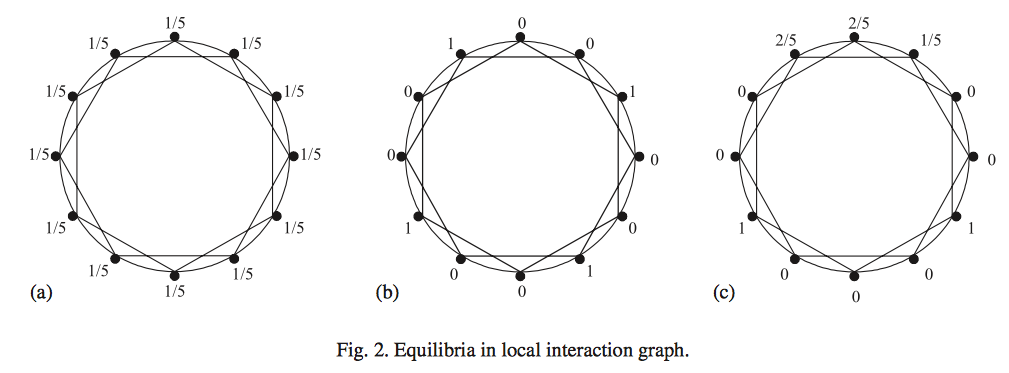 1/5 0 2/5
1/5 1/5 1 0 2/5 1/5
1/5 1/5 0 1 0 0
1/5 1/5 0 0 0 0
1/5 1/5 1 0 1 1
1/5 1/5 0 1 0 0
1/5 0 0
(a) (b) (c)
Fig. 2. Equilibria in local interaction graph.